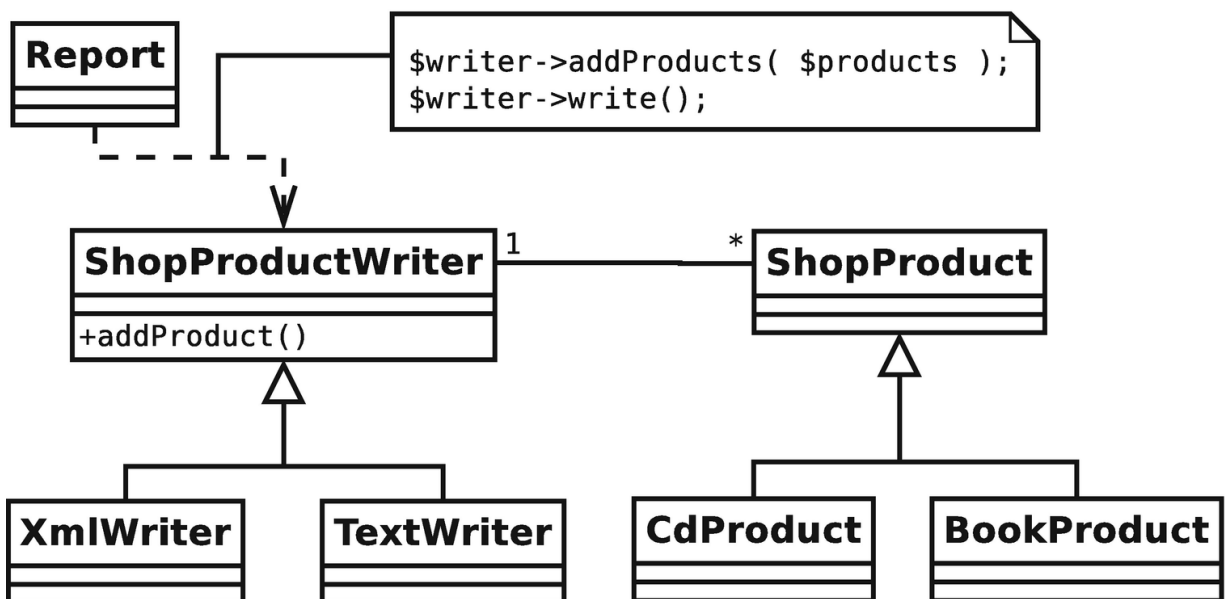 Report
$writer->addProducts( $products );
$writer->write();
ShopProductWriter
1
*
ShopProduct
+addProduct()
XmlWriter
TextWriter
CdProduct
BookProduct